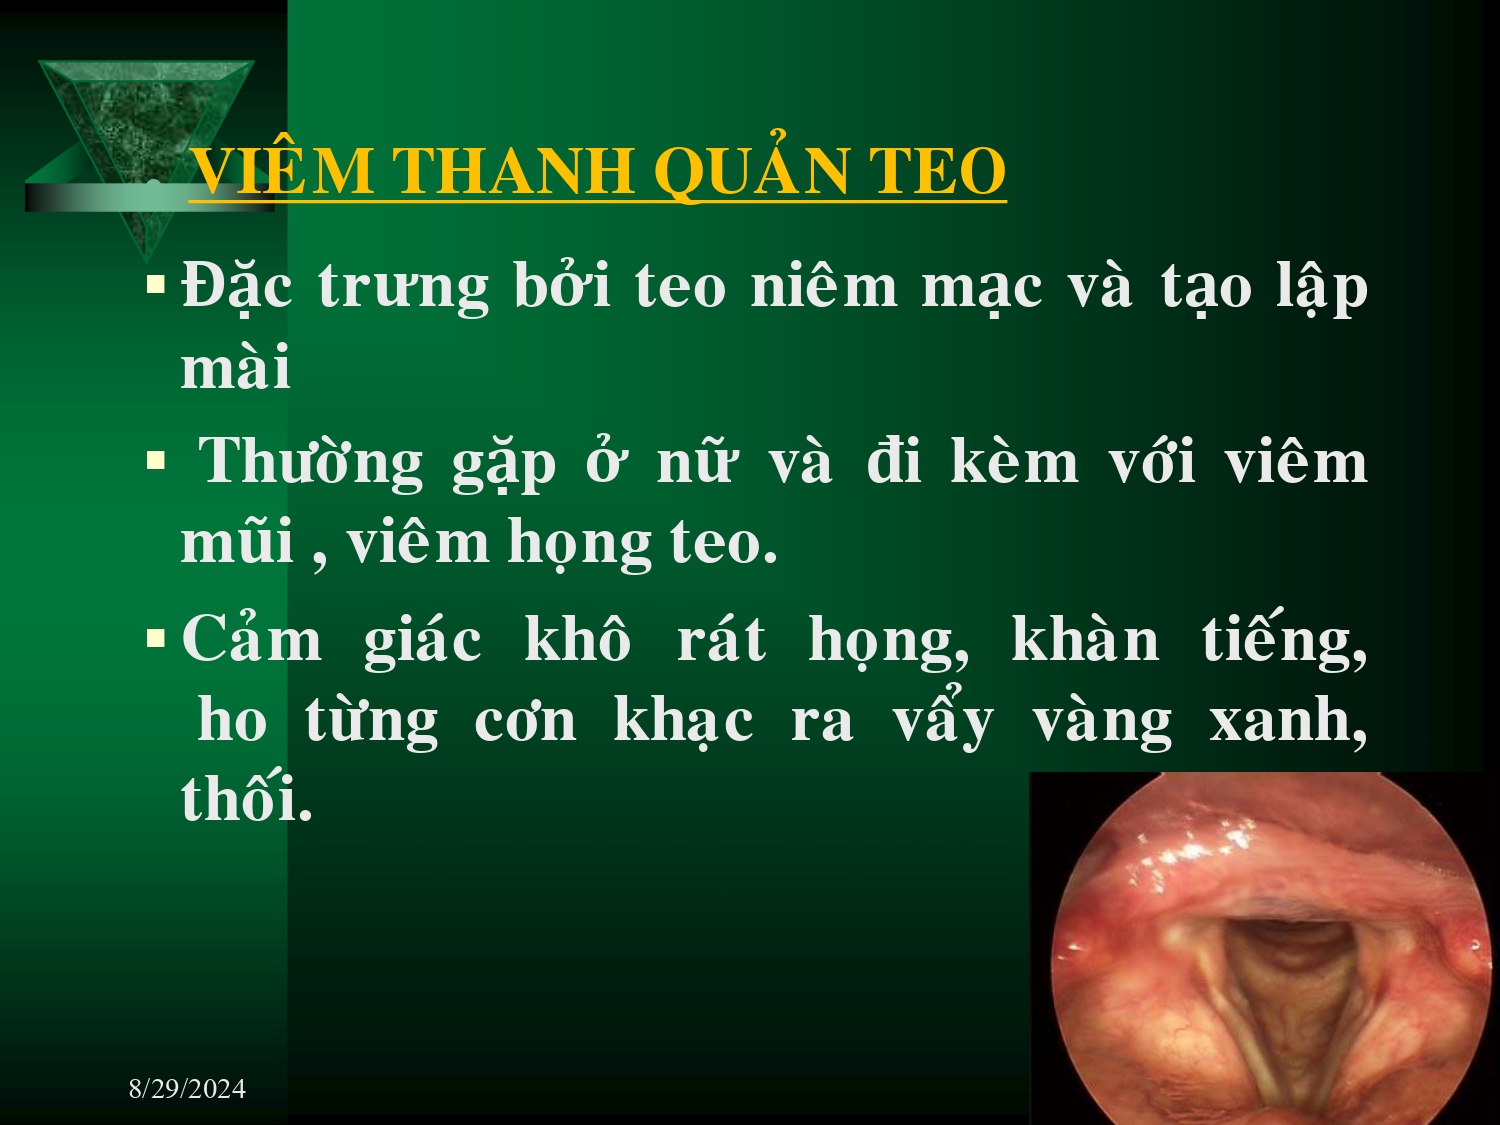 VIÊM THANH QUẢN TEO
▪ Đặc trưng bởi teo niêm mạc và tạo lập
mài
▪ Thường gặp ở nữ và đi kèm với viêm
mũi , viêm họng teo.
▪ Cảm giác khô rát họng, khàn tiếng,
ho từng cơn khạc ra vẩy vàng xanh,
thối.
8/29/2024